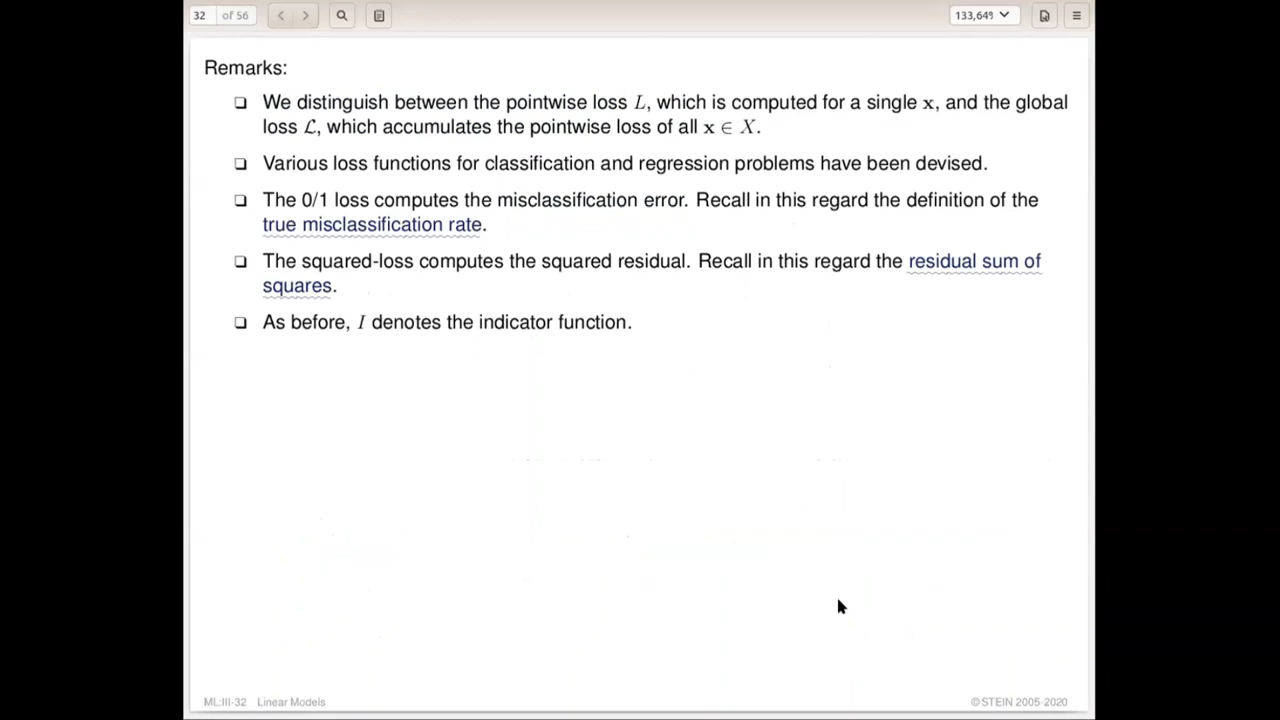 32 of 56 133,64%
Remarks:
❑ We distinguish between the pointwise loss L, which is computed for a single x, and the global
loss ℒ, which accumulates the pointwise loss of all x ∈ X.
❑ Various loss functions for classification and regression problems have been devised.
❑ The 0/1 loss computes the misclassification error. Recall in this regard the definition of the
true misclassification rate.
❑ The squared-loss computes the squared residual. Recall in this regard the residual sum of
squares.
❑ As before, I denotes the indicator function.
ML:III-32 Linear Models ©STEIN 2005-2020